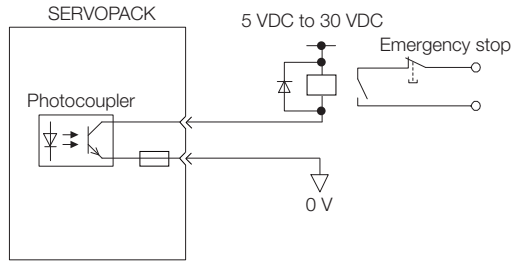 SERVOPACK
5 VDC to 30 VDC
Emergency stop
Photocoupler
0 V